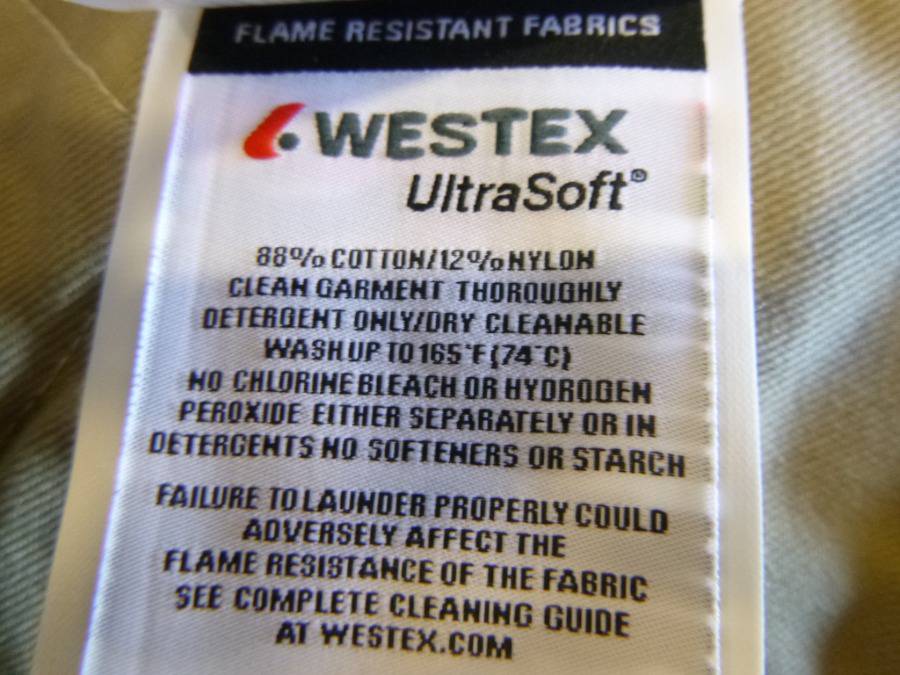 FLAME RESISTANT FABRICS
WESTEX
UltraSoft®
88% COTTON/12% NYLON
CLEAN GARMENT THOROUGHLY
DETERGENT ONLY/DRY CLEANABLE
WASH UP TO 165°F (74°C)
NO CHLORINE BLEACH OR HYDROGEN
PEROXIDE EITHER SEPARATELY OR IN
DETERGENTS NO SOFTENERS OR STARCH
FAILURE TO LAUNDER PROPERLY COULD
ADVERSELY AFFECT THE
FLAME RESISTANCE OF THE FABRIC
SEE COMPLETE CLEANING GUIDE
AT WESTEX.COM